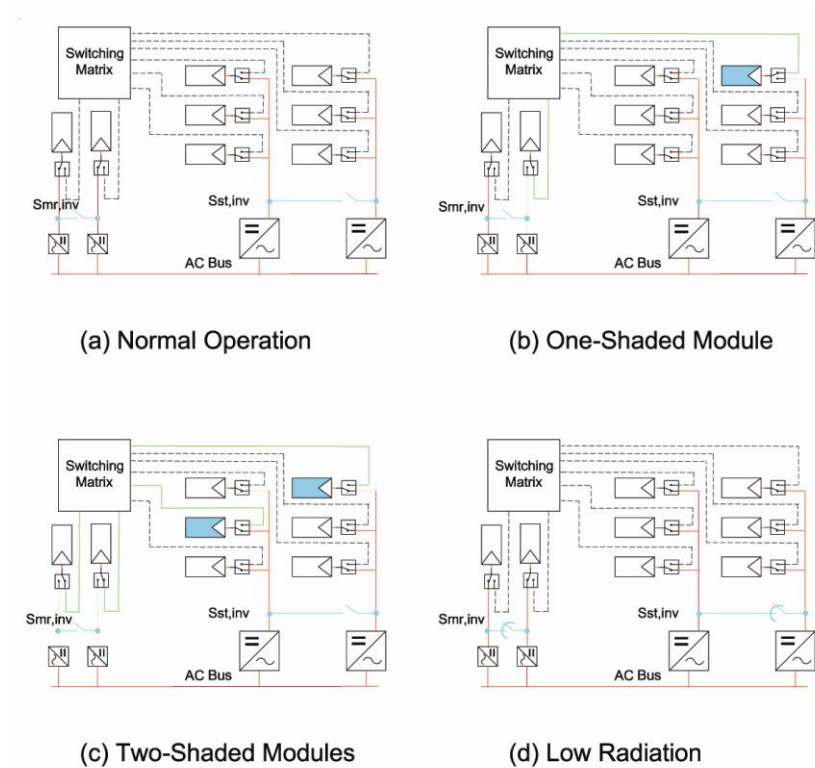 Switching
Matrix
Smr,inv
Sst,inv
AC Bus
(a) Normal Operation
Switching
Matrix
Smr,inv
Sst,inv
AC Bus
(b) One-Shaded Module
Switching
Matrix
Smr,inv
Sst,inv
AC Bus
(c) Two-Shaded Modules
Switching
Matrix
Smr,inv
Sst,inv
AC Bus
(d) Low Radiation